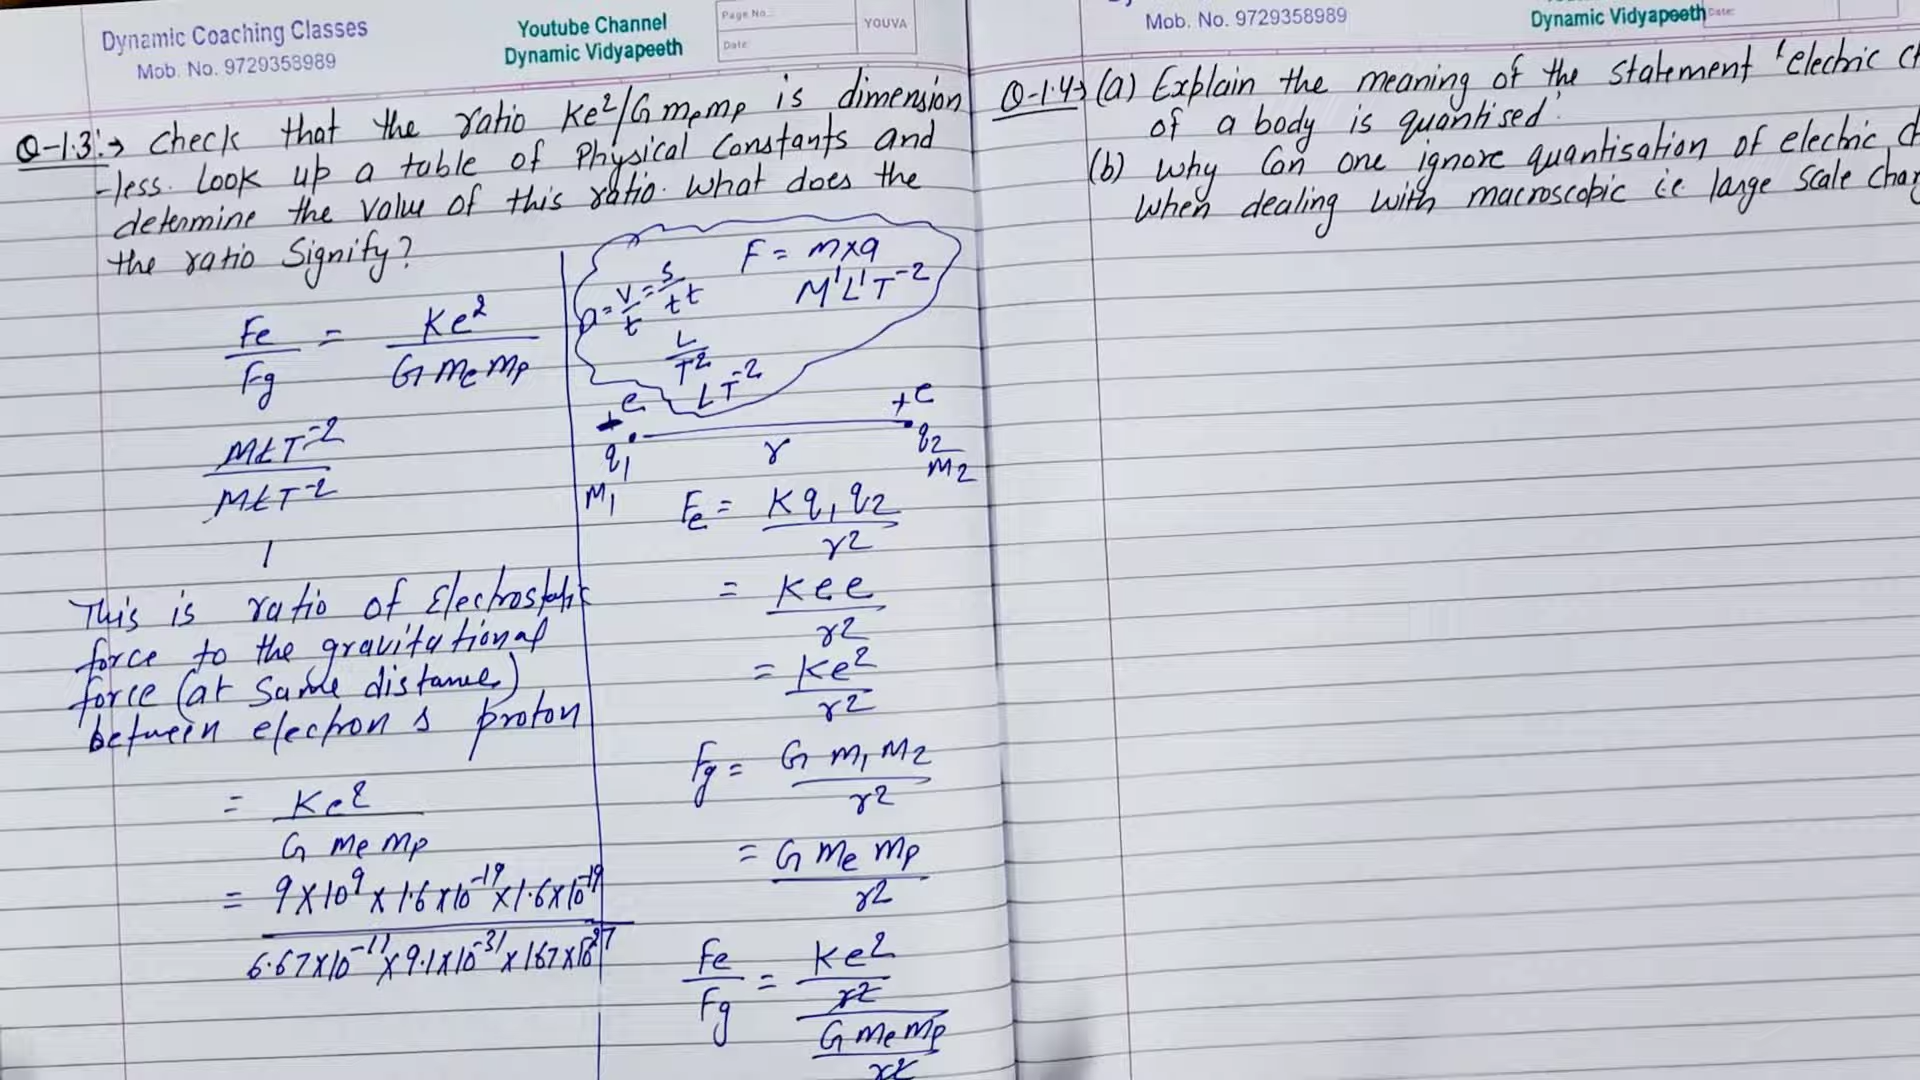 Dynamic Coaching Classes
Mob. No. 9729358989
Youtube Channel
Dynamic Vidyapeeth
Page No.
Date:
YOUVA
Q-1.3:→ Check that the ratio Ke²/G memp is dimension
-less. Look up a table of Physical Constants and
determine the value of this ratio. What does the
the ratio Signify?
Fe/Fg = Ke²/G me mp
MLT⁻²/MLT⁻²
1
This is ratio of Electrostatic
force to the gravitational
force (at same distance)
between electron & proton
= Ke²/G me mp
= 9×10⁹×1.6×10⁻¹⁹×1.6×10⁻¹⁹
6.67×10⁻¹¹×9.1×10⁻³¹×1.67×10⁻²⁷
F = m×a
M¹L¹T⁻²
a = v/t = s/t t
L/T²
LT⁻²
+e
+e
q₁
r
q₂
M₁
M₂
Fe = K q₁ q₂/r²
= Kee/r²
= Ke²/r²
Fg = G m₁ M₂/r²
= G Me Mp/r²
Fe/Fg = Ke²/r²
G Me Mp/r²
Mob. No. 9729358989
Dynamic Vidyapeeth
Date:
Q-1.4→ (a) Explain the meaning of the statement 'electric
of a body is quantised'.
(b) Why Can one ignore quantisation of electric
when dealing with macroscopic i.e. large scale